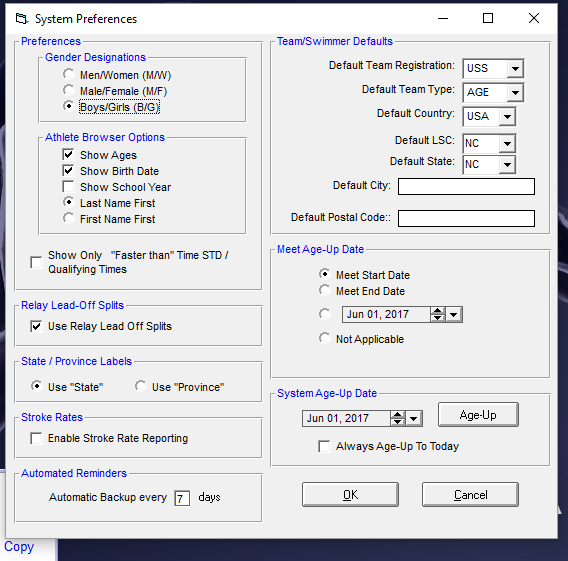 System Preferences
Preferences
Gender Designations
Men/Women (M/W)
Male/Female (M/F)
Boys/Girls (B/G)
Athlete Browser Options
Show Ages
Show Birth Date
Show School Year
Last Name First
First Name First
Show Only "Faster than" Time STD /
Qualifying Times
Relay Lead-Off Splits
Use Relay Lead Off Splits
State / Province Labels
Use "State" Use "Province"
Stroke Rates
Enable Stroke Rate Reporting
Automated Reminders
Automatic Backup every 7 days
Team/Swimmer Defaults
Default Team Registration: USS
Default Team Type: AGE
Default Country: USA
Default LSC: NC
Default State: NC
Default City:
Default Postal Code::
Meet Age-Up Date
Meet Start Date
Meet End Date
Jun 01, 2017
Not Applicable
System Age-Up Date
Jun 01, 2017 Age-Up
Always Age-Up To Today
OK Cancel
Copy